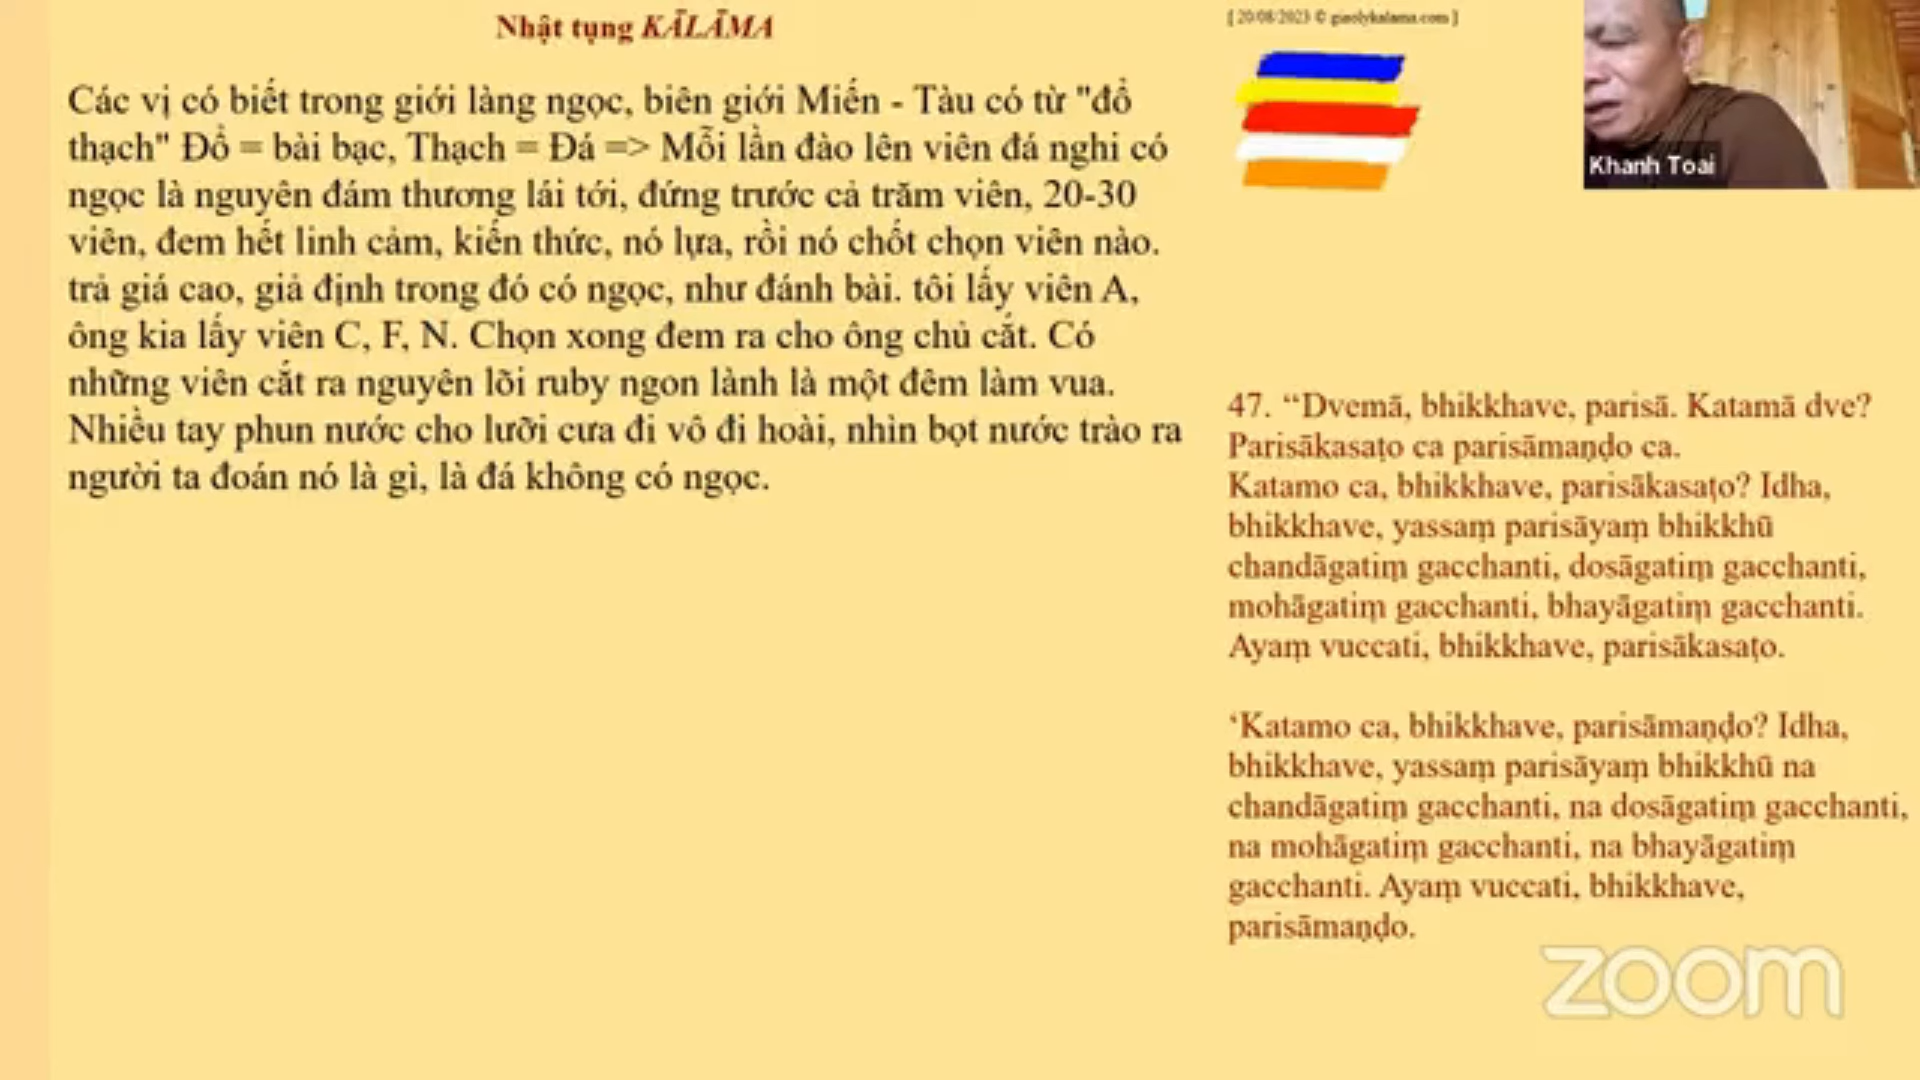 Nhật tụng KĀLĀMA
Các vị có biết trong giới làng ngọc, biên giới Miến - Tàu có từ "đổ
thạch" Đổ = bài bạc, Thạch = Đá => Mỗi lần đào lên viên đá nghi có
ngọc là nguyên đám thương lái tới, đứng trước cả trăm viên, 20-30
viên, đem hết linh cảm, kiến thức, nó lựa, rồi nó chốt chọn viên nào.
trả giá cao, giả định trong đó có ngọc, như đánh bài. tôi lấy viên A,
ông kia lấy viên C, F, N. Chọn xong đem ra cho ông chủ cắt. Có
những viên cắt ra nguyên lõi ruby ngon lành là một đêm làm vua.
Nhiều tay phun nước cho lưỡi cưa đi vô đi hoài, nhìn bọt nước trào ra
người ta đoán nó là gì, là đá không có ngọc.
[ 20/08/2023 © giaolykalama.com ]
Khanh Toai
47. “Dvemā, bhikkhave, parisā. Katamā dve?
Parisākasaṭo ca parisāmaṇḍo ca.
Katamo ca, bhikkhave, parisākasaṭo? Idha,
bhikkhave, yassaṃ parisāyaṃ bhikkhū
chandāgatiṃ gacchanti, dosāgatiṃ gacchanti,
mohāgatiṃ gacchanti, bhayāgatiṃ gacchanti.
Ayaṃ vuccati, bhikkhave, parisākasaṭo.
‘Katamo ca, bhikkhave, parisāmaṇḍo? Idha,
bhikkhave, yassaṃ parisāyaṃ bhikkhū na
chandāgatiṃ gacchanti, na dosāgatiṃ gacchanti,
na mohāgatiṃ gacchanti, na bhayāgatiṃ
gacchanti. Ayaṃ vuccati, bhikkhave,
parisāmaṇḍo.
zoom